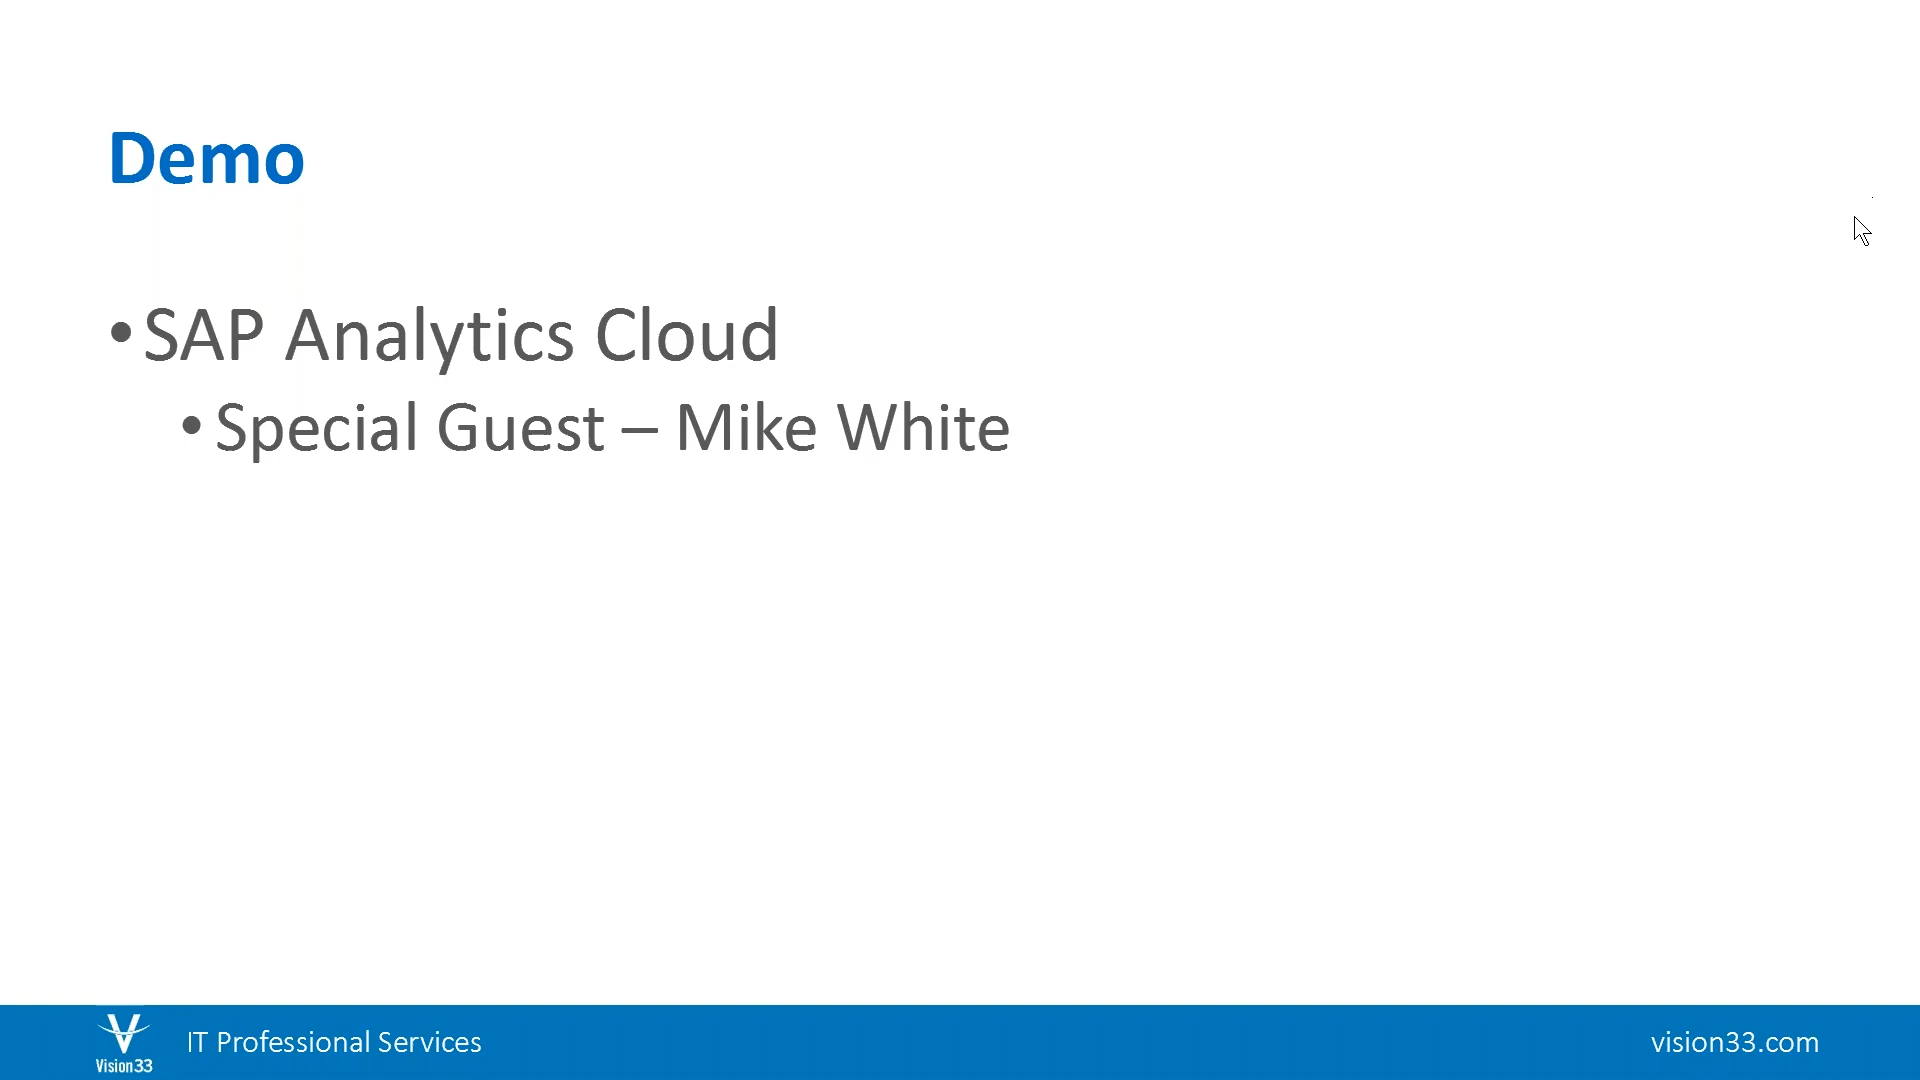 Demo
•SAP Analytics Cloud
•Special Guest – Mike White
Vision33
IT Professional Services
vision33.com